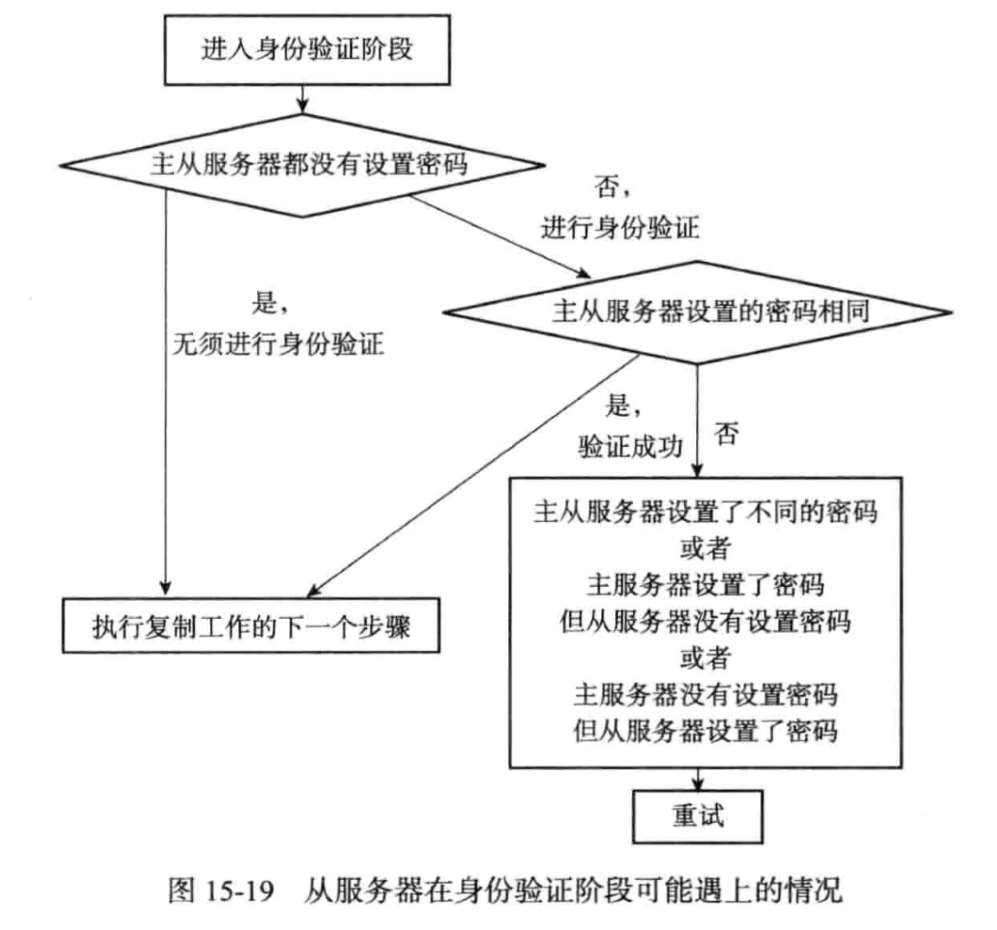 进入身份验证阶段
主从服务器都没有设置密码
否，
进行身份验证
是，
无须进行身份验证
主从服务器设置的密码相同
是，
验证成功
否
主从服务器设置了不同的密码
或者
主服务器设置了密码
但从服务器没有设置密码
或者
主服务器没有设置密码
但从服务器设置了密码
执行复制工作的下一个步骤
重试
图 15-19 从服务器在身份验证阶段可能遇上的情况